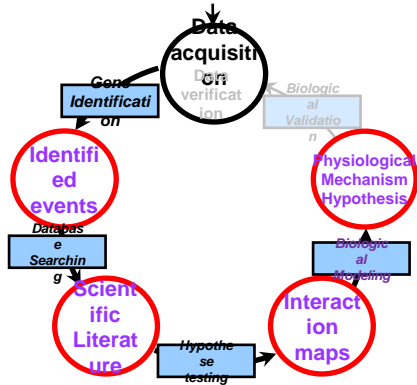 Data
acquisiti
on
Data
verificat
ion
Gene
Identificati
on
Identifi
ed
events
Databas
e
Searchin
g
Scient
ific
Literat
ure
Hypothe
se
testing
Interact
ion
maps
Biologic
al
Modeling
Physiological
Mechanism
Hypothesis
Biologic
al
Validatio
n